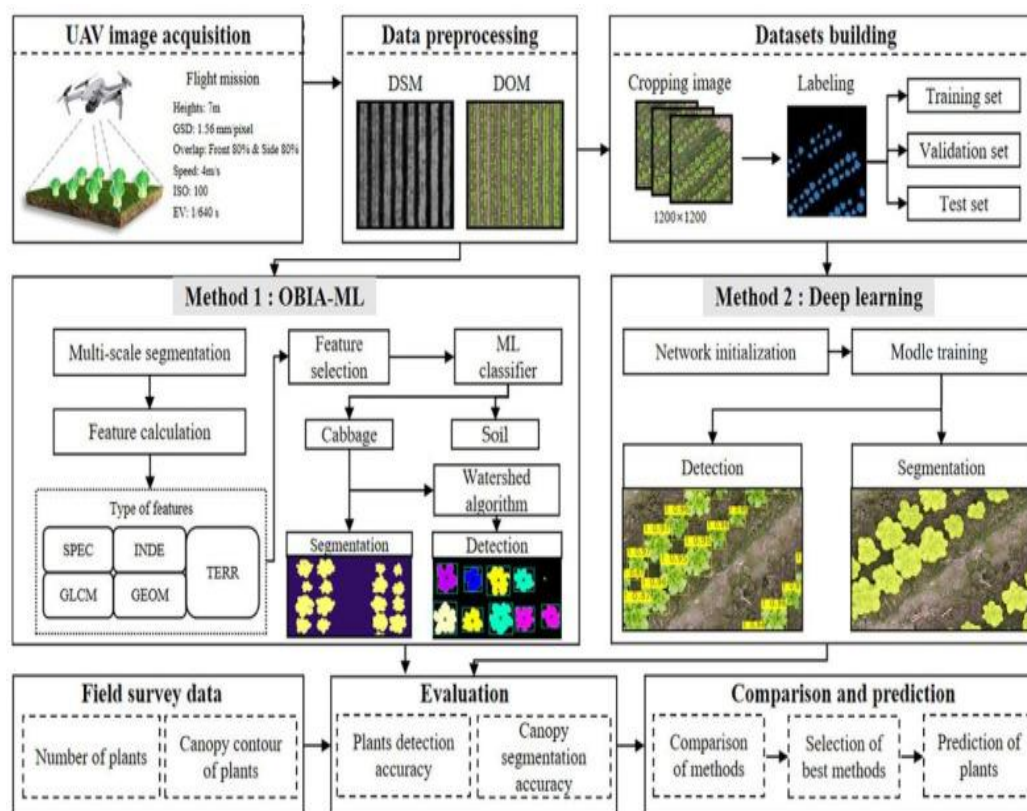 UAV image acquisition
Flight mission
Heights: 7m
GSD: 1.56 mm/pixel
Overlap: Front 80% & Side 80%
Speed: 4m/s
ISO: 100
EV: 1/640 s
Data preprocessing
DSM
DOM
Datasets building
Cropping image
1200×1200
Labeling
Training set
Validation set
Test set
Method 1 : OBIA-ML
Multi-scale segmentation
Feature calculation
Type of features
SPEC
INDE
GLCM
GEOM
TERR
Feature
selection
ML
classifier
Cabbage
Soil
Watershed
algorithm
Segmentation
Detection
Method 2 : Deep learning
Network initialization
Modle training
Detection
Segmentation
Field survey data
Number of plants
Canopy contour
of plants
Evaluation
Plants detection
accuracy
Canopy
segmentation
accuracy
Comparison and prediction
Comparison
of methods
Selection of
best methods
Prediction of
plants